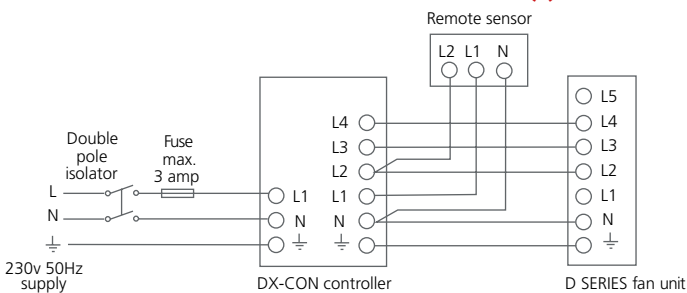 Remote sensor
L2 L1 N
L5
L4 L4
Double
pole
isolator
Fuse
max.
3 amp
L3 L3
L2 L2
L L1 L1 L1
N N N N
230v 50Hz
supply
DX-CON controller
D SERIES fan unit